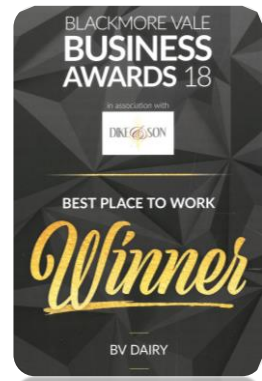 BLACKMORE VALE
BUSINESS
AWARDS 18
in association with
DIKE & SON
BEST PLACE TO WORK
Winner
BV DAIRY